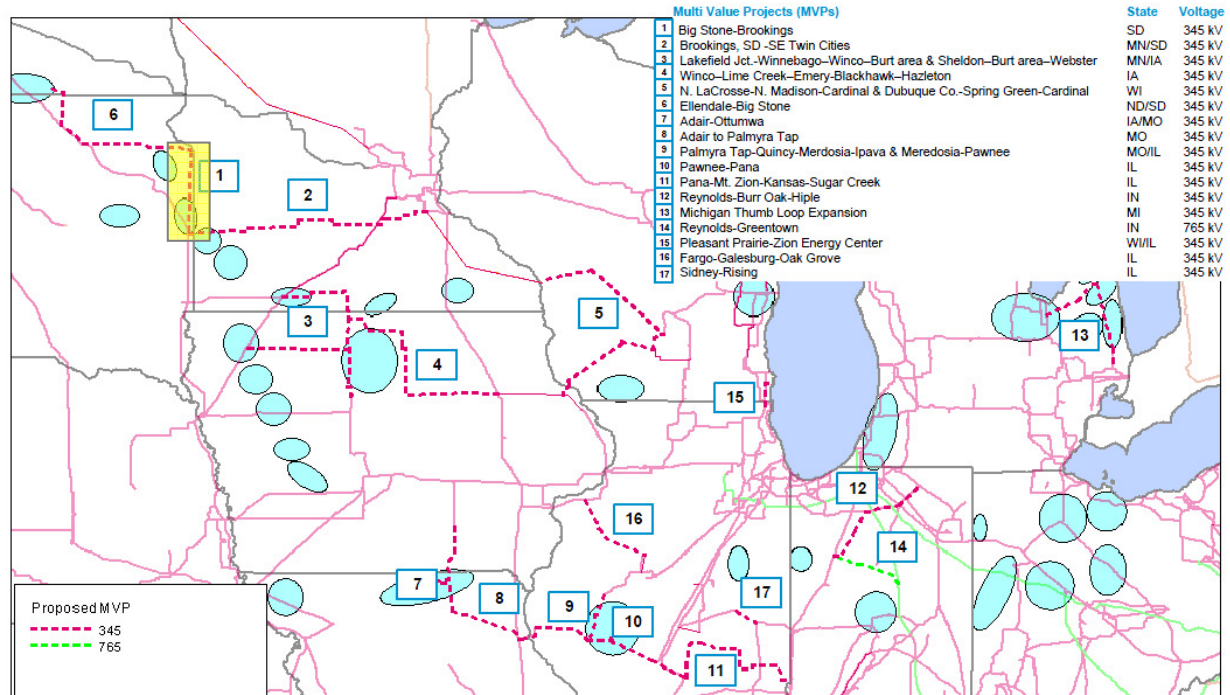 Multi Value Projects (MVPs) State Voltage
1 Big Stone-Brookings SD 345 kV
2 Brookings, SD -SE Twin Cities MN/SD 345 kV
3 Lakefield Jct.-Winnebago–Winco–Burt area & Sheldon–Burt area–Webster MN/IA 345 kV
4 Winco–Lime Creek–Emery-Blackhawk–Hazleton IA 345 kV
5 N. LaCrosse-N. Madison-Cardinal & Dubuque Co.-Spring Green-Cardinal WI 345 kV
6 Ellendale-Big Stone ND/SD 345 kV
7 Adair-Ottumwa IA/MO 345 kV
8 Adair to Palmyra Tap MO 345 kV
9 Palmyra Tap-Quincy-Merdosia-Ipava & Meredosia-Pawnee MO/IL 345 kV
10 Pawnee-Pana IL 345 kV
11 Pana-Mt. Zion-Kansas-Sugar Creek IL 345 kV
12 Reynolds-Burr Oak-Hiple IN 345 kV
13 Michigan Thumb Loop Expansion MI 345 kV
14 Reynolds-Greentown IN 765 kV
15 Pleasant Prairie-Zion Energy Center WI/IL 345 kV
16 Fargo-Galesburg-Oak Grove IL 345 kV
17 Sidney-Rising IL 345 kV
6
1
2
3
5
13
4
15
12
16
14
7
8
9
10
17
11
Proposed MVP
345
765